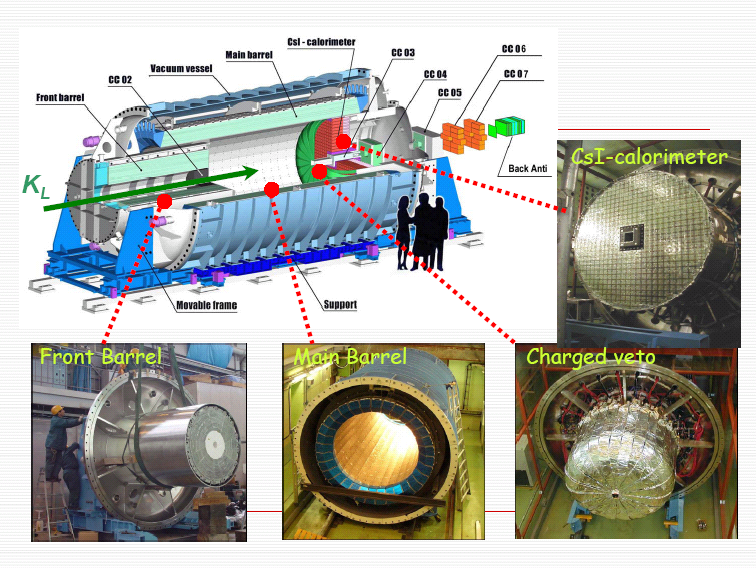 CsI - calorimeter
CC 03
CC 06
Main barrel
CC 04
CC 07
Vacuum vessel
CC 02
CC 05
Front barrel
Back Anti
CsI-calorimeter
KL
Movable frame
Support
Front Barrel
Main Barrel
Charged veto